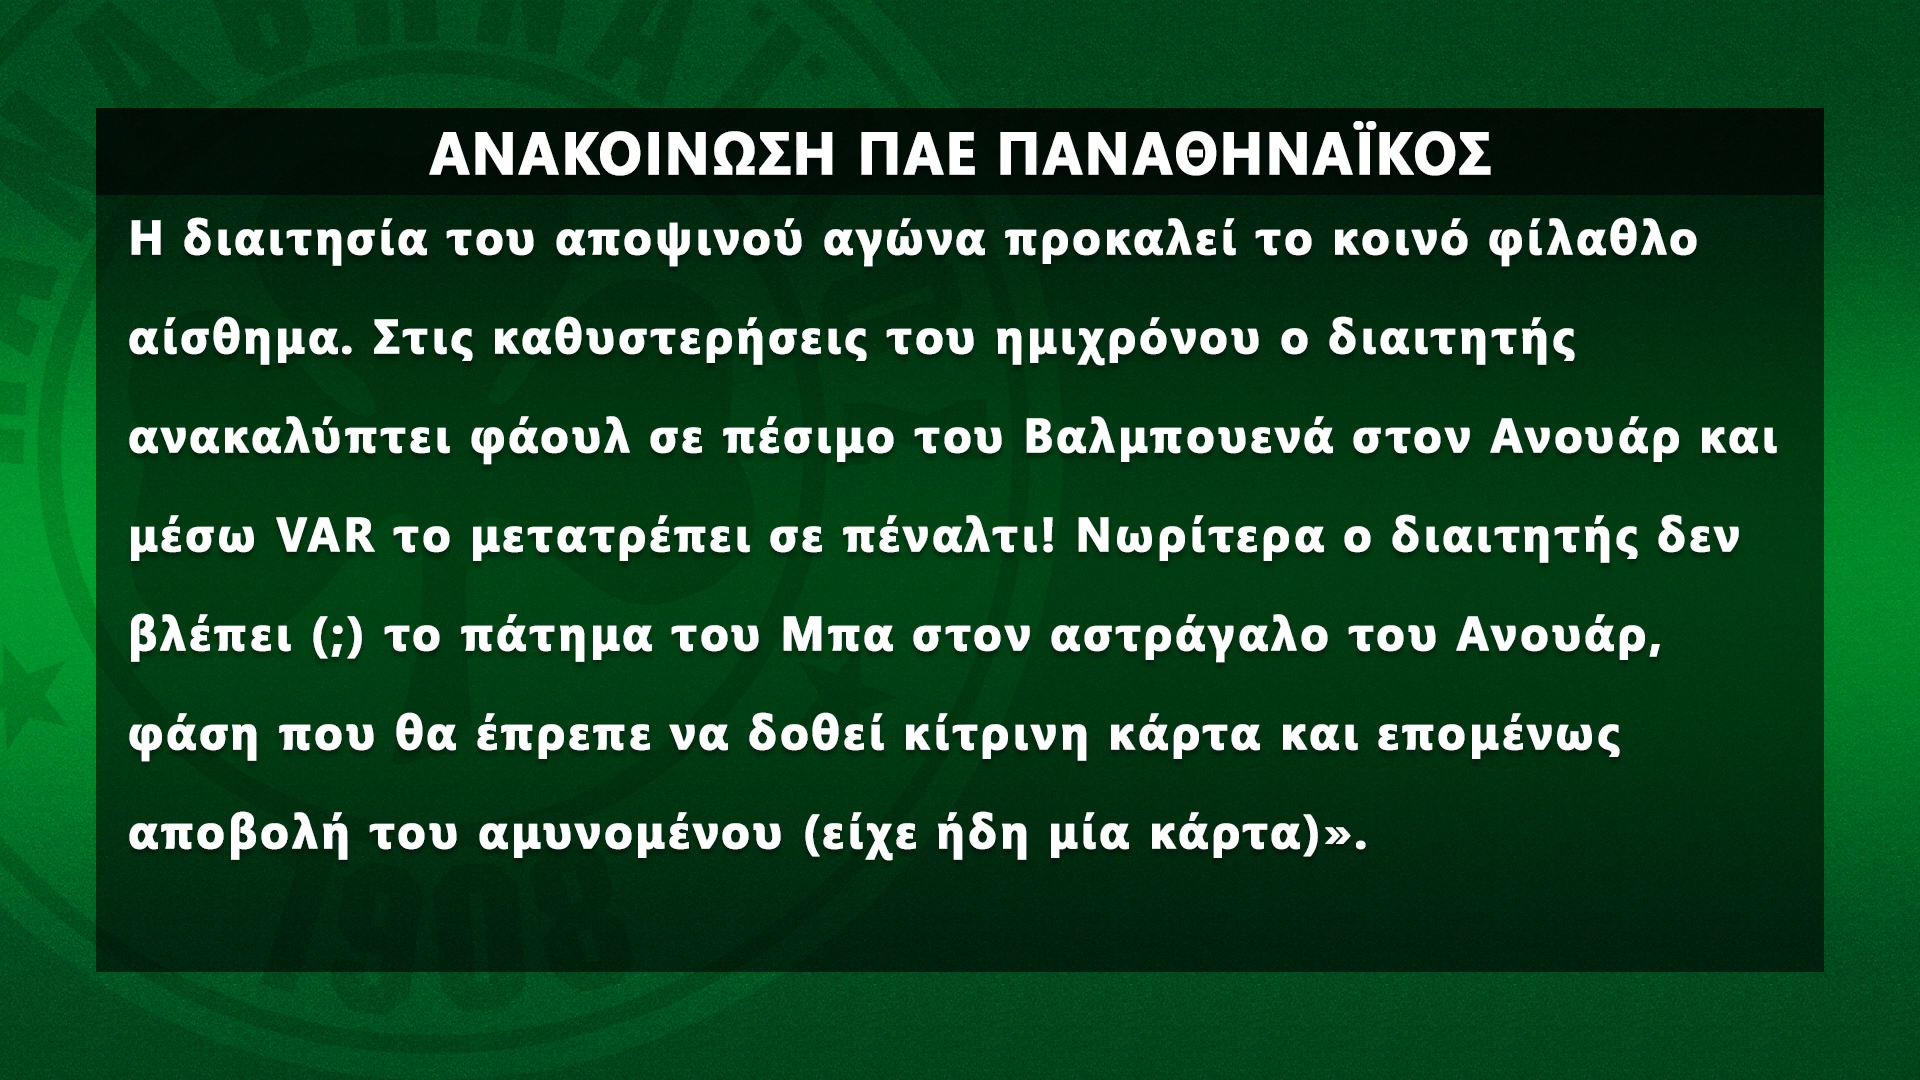 ΑΝΑΚΟΙΝΩΣΗ ΠΑΕ ΠΑΝΑΘΗΝΑΪΚΟΣ
Η διαιτησία του αποψινού αγώνα προκαλεί το κοινό φίλαθλο
αίσθημα. Στις καθυστερήσεις του ημιχρόνου ο διαιτητής
ανακαλύπτει φάουλ σε πέσιμο του Βαλμπουενά στον Ανουάρ και
μέσω VAR το μετατρέπει σε πέναλτι! Νωρίτερα ο διαιτητής δεν
βλέπει (;) το πάτημα του Μπα στον αστράγαλο του Ανουάρ,
φάση που θα έπρεπε να δοθεί κίτρινη κάρτα και επομένως
αποβολή του αμυνομένου (είχε ήδη μία κάρτα)».
1908